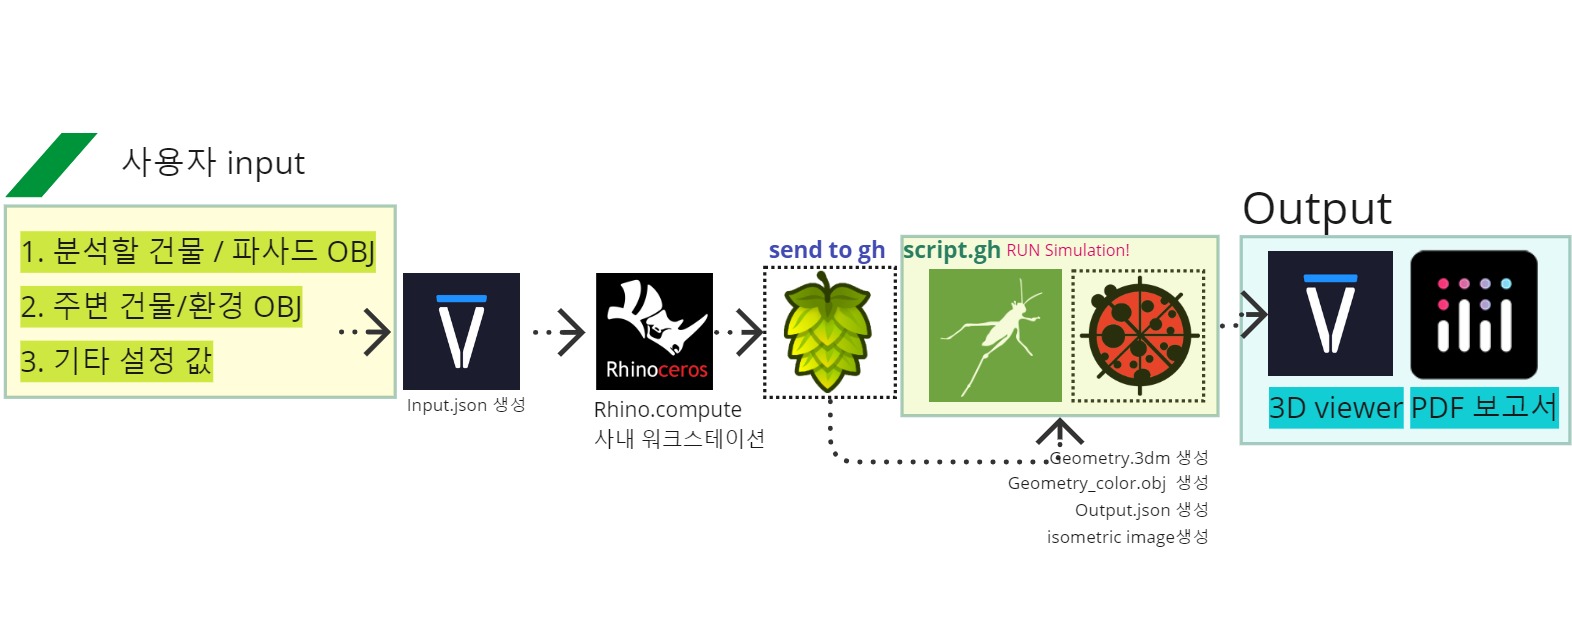 사용자 input
1. 분석할 건물 / 파사드 OBJ
2. 주변 건물/환경 OBJ
3. 기타 설정 값
Input.json 생성
Rhinoceros
Rhino.compute
사내 워크스테이션
send to gh
script.gh RUN Simulation!
Geometry.3dm 생성
Geometry_color.obj 생성
Output.json 생성
isometric image생성
Output
3D viewer
PDF 보고서